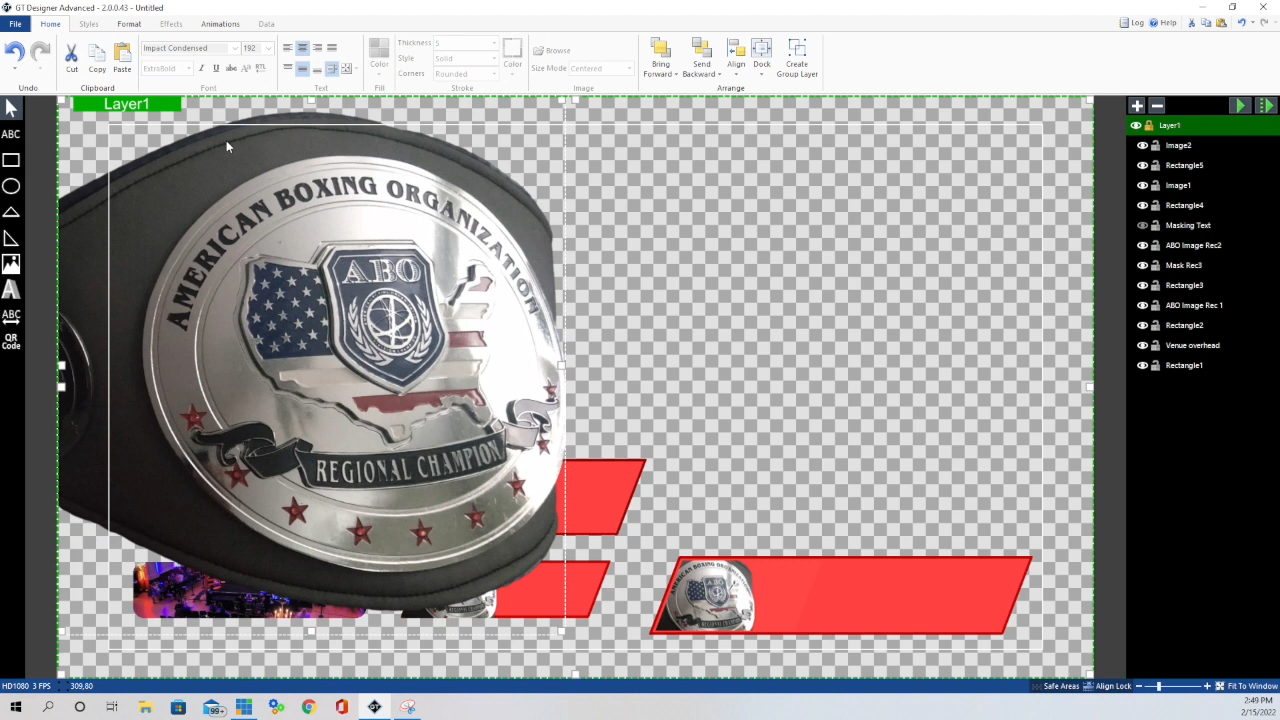 GT Designer Advanced - 2.0.0.43 - Untitled
File Home Styles Format Effects Animations Data Log Help
Impact Condensed 192
ExtraBold
Cut Copy Paste
Color
Thickness 5
Style Solid
Corners Rounded
Color
Browse
Size Mode Centered
Bring Forward
Send Backward
Align
Dock
Create Group Layer
Undo Clipboard Font Text Fill Stroke Image Arrange
ABC
ABC
QR Code
Layer1
AMERICAN BOXING ORGANIZATION
ABO
REGIONAL CHAMPION
ABO
Layer1
Image2
Rectangle5
Image1
Rectangle4
Masking Text
ABO Image Rec2
Mask Rec3
Rectangle3
ABO Image Rec 1
Rectangle2
Venue overhead
Rectangle1
HD1080 3 FPS 309,80 Safe Areas Align Lock Fit To Window
99+
2:49 PM
2/15/2022